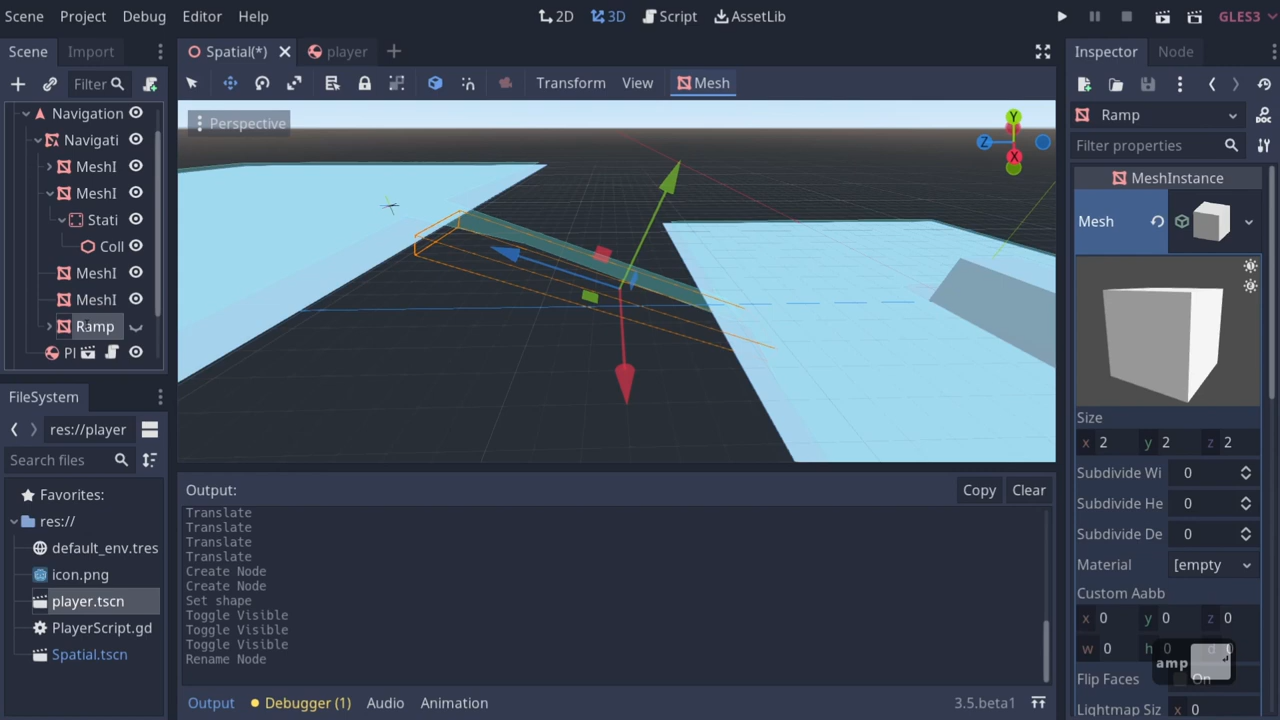 Scene Project Debug Editor Help 2D 3D Script AssetLib GLES3
Scene Import Spatial(*) player Inspector Node
Filter Transform View Mesh
Navigation Perspective Y Z X Ramp
Navigati Filter properties
MeshI MeshInstance
MeshI Mesh
Stati
Coll
MeshI
MeshI
Ramp
Pl
FileSystem
res://player
Search files
Favorites:
res://
default_env.tres
icon.png
player.tscn
PlayerScript.gd
Spatial.tscn
Output: Copy Clear
Translate
Translate
Translate
Translate
Create Node
Create Node
Set shape
Toggle Visible
Toggle Visible
Toggle Visible
Rename Node
Output Debugger (1) Audio Animation 3.5.beta1
Size
x 2 y 2 z 2
Subdivide Wi 0
Subdivide He 0
Subdivide De 0
Material [empty
Custom Aabb
x 0 y 0 z 0
w 0 h 0 d 0
amp
Flip Faces On
Lightmap Siz x 0